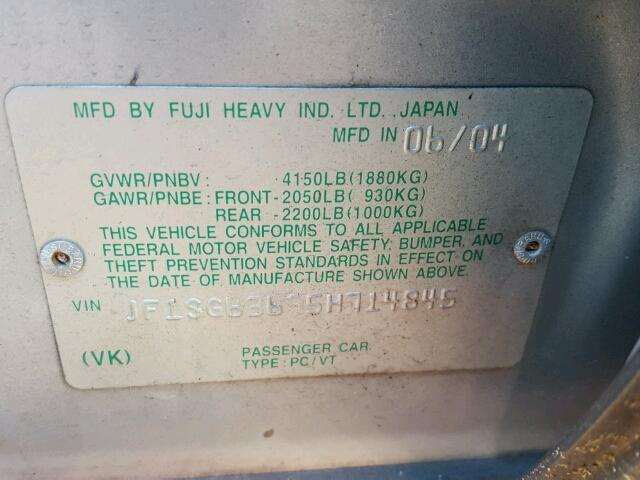 MFD BY FUJI HEAVY IND. LTD. JAPAN
MFD IN 06/04
GVWR/PNBV : 4150LB(1880KG)
GAWR/PNBE : FRONT-2050LB( 930KG)
REAR -2200LB(1000KG)
THIS VEHICLE CONFORMS TO ALL APPLICABLE
FEDERAL MOTOR VEHICLE SAFETY, BUMPER, AND
THEFT PREVENTION STANDARDS IN EFFECT ON
THE DATE OF MANUFACTURE SHOWN ABOVE.
VIN
(VK) PASSENGER CAR
TYPE : PC/VT